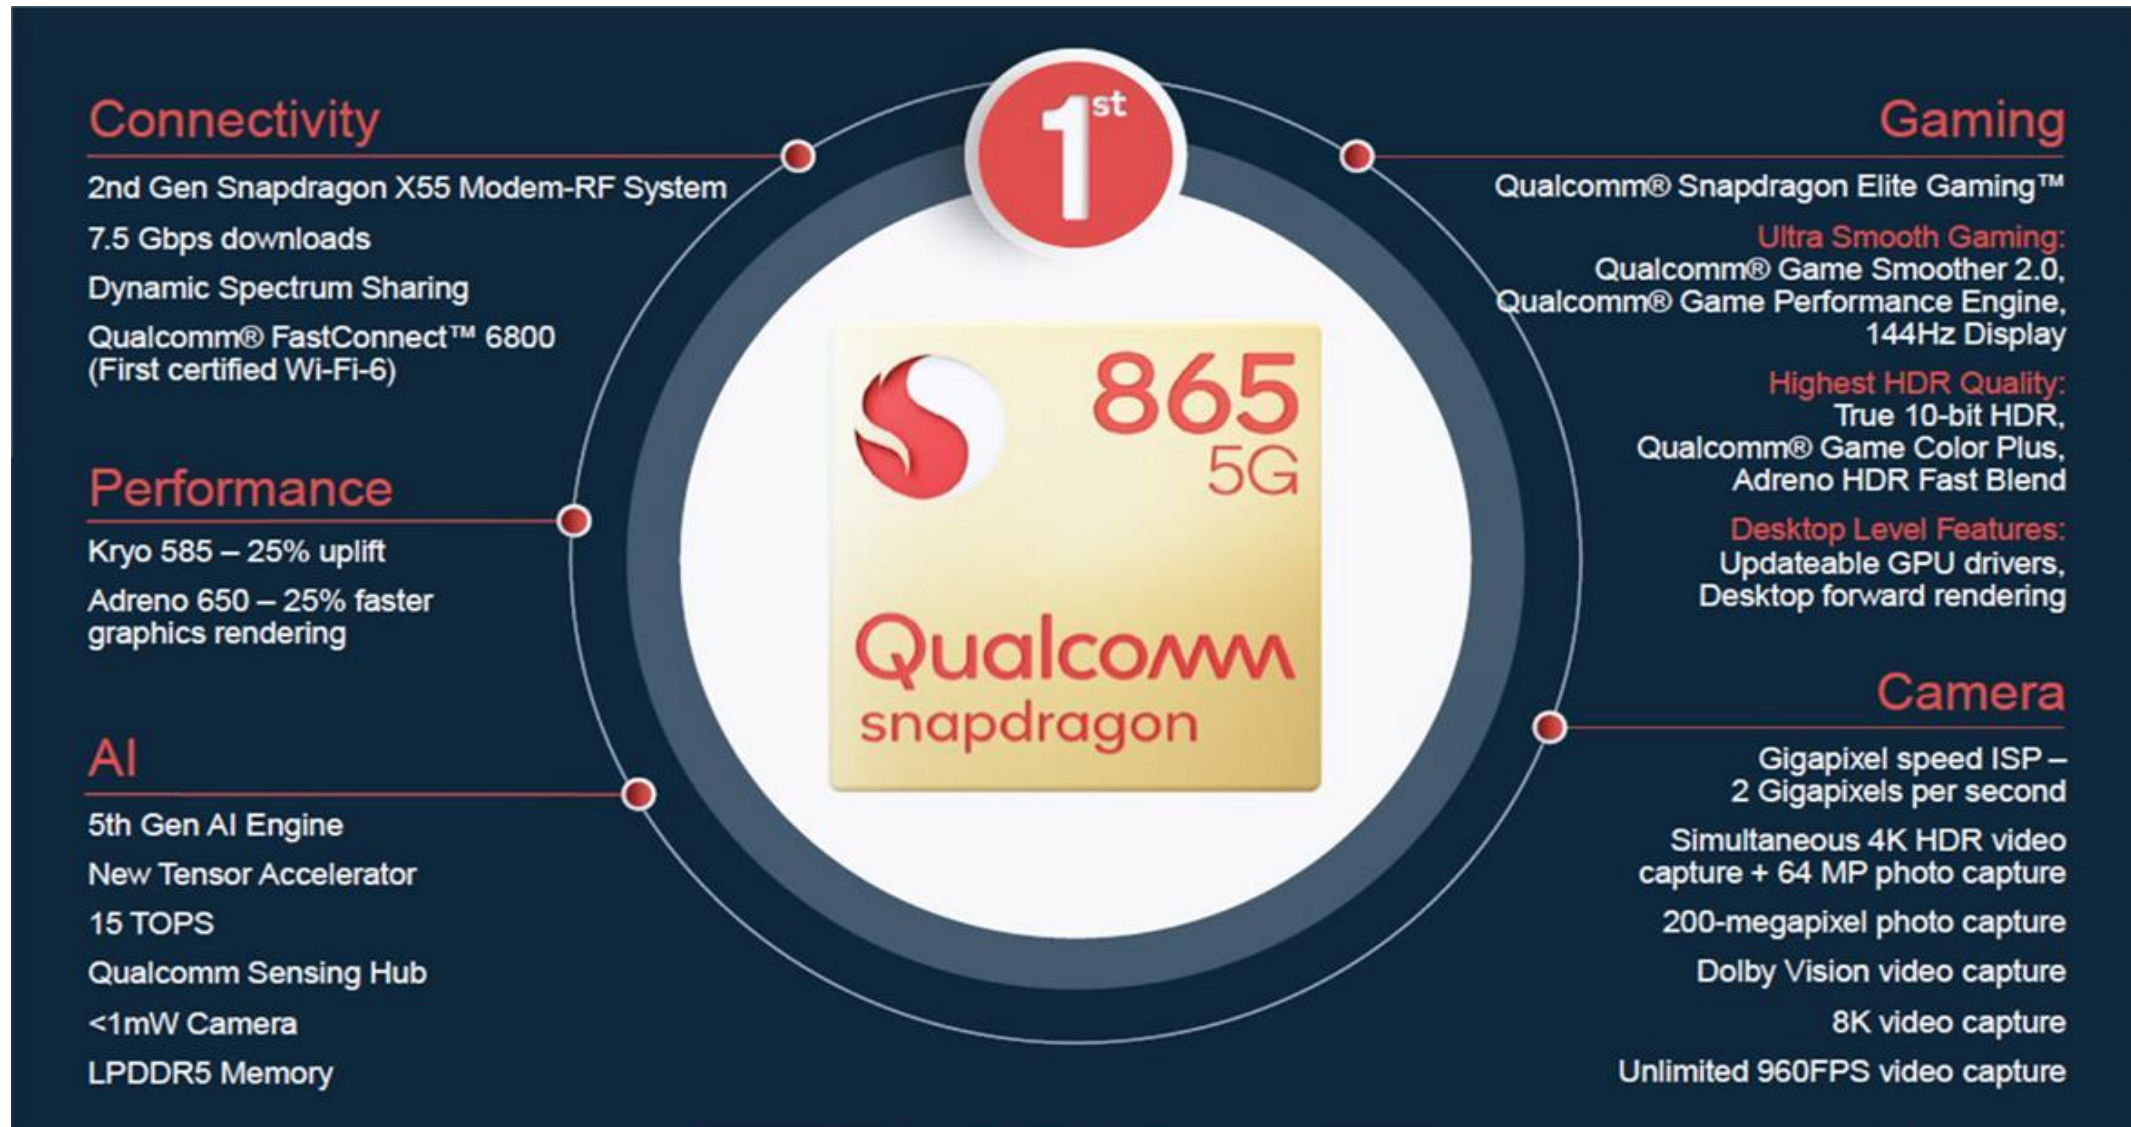 Connectivity
2nd Gen Snapdragon X55 Modem-RF System
7.5 Gbps downloads
Dynamic Spectrum Sharing
Qualcomm® FastConnect™ 6800
(First certified Wi-Fi-6)
Performance
Kryo 585 – 25% uplift
Adreno 650 – 25% faster
graphics rendering
AI
5th Gen AI Engine
New Tensor Accelerator
15 TOPS
Qualcomm Sensing Hub
<1mW Camera
LPDDR5 Memory
1st
865
5G
Qualcomm
snapdragon
Gaming
Qualcomm® Snapdragon Elite Gaming™
Ultra Smooth Gaming:
Qualcomm® Game Smoother 2.0,
Qualcomm® Game Performance Engine,
144Hz Display
Highest HDR Quality:
True 10-bit HDR,
Qualcomm® Game Color Plus,
Adreno HDR Fast Blend
Desktop Level Features:
Updateable GPU drivers,
Desktop forward rendering
Camera
Gigapixel speed ISP –
2 Gigapixels per second
Simultaneous 4K HDR video
capture + 64 MP photo capture
200-megapixel photo capture
Dolby Vision video capture
8K video capture
Unlimited 960FPS video capture